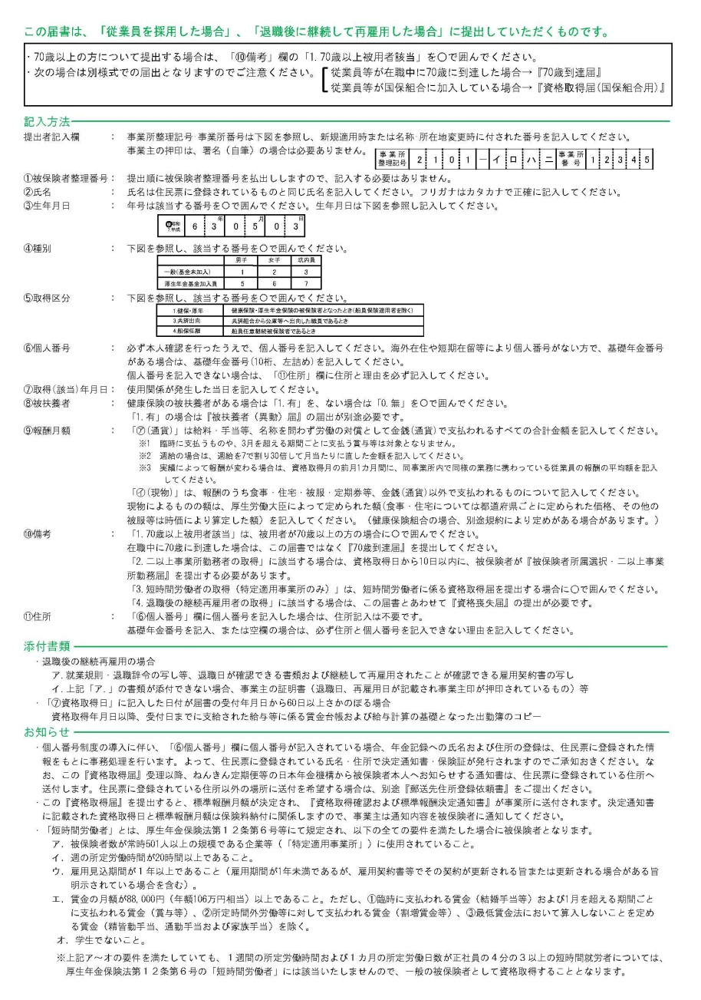 この届書は、「従業員を採用した場合」、「退職後に継続して再雇用した場合」に提出していただくものです。
・70歳以上の方について提出する場合は、「⑩備考」欄の「1.70歳以上被用者該当」を〇で囲んでください。
・次の場合は別様式での届出となりますのでご注意ください。
従業員等が在職中に70歳に到達した場合→『70歳到達届』
従業員等が国保組合に加入している場合→『資格取得届(国保組合用)』
記入方法
提出者記入欄 : 事業所整理記号・事業所番号は下図を参照し、新規適用時または名称・所在地変更時に付された番号を記入してください。
事業主の押印は、署名(自筆)の場合は必要ありません。
事業所整理記号 2 1 0 1 ー イ ロ ハ ニ 事業所番号 1 2 3 4 5
①被保険者整理番号: 提出順に被保険者整理番号を払出ししますので、記入する必要はありません。
②氏名 : 氏名は住民票に登録されているものと同じ氏名を記入してください。フリガナはカタカナで正確に記入してください。
③生年月日 : 年号は該当する番号を〇で囲んでください。生年月日は下図を参照し記入してください。
昭和 7.平成 6 3 年 0 5 月 0 3 日
④種別 : 下図を参照し、該当する番号を〇で囲んでください。
男子 女子 坑内員
一般(基金未加入) 1 2 3
厚生年金基金加入員 5 6 7
⑤取得区分 : 下図を参照し、該当する番号を〇で囲んでください。
1.健保・厚年 健康保険・厚生年金保険の被保険者となったとき(船員保険適用者を除く)
3.共済出向 共済組合から公庫等へ出向した職員であるとき
4.船保任継 船員任意継続被保険者であるとき
⑥個人番号 : 必ず本人確認を行ったうえで、個人番号を記入してください。海外在住や短期在留等により個人番号がない方で、基礎年金番号
がある場合は、基礎年金番号(10桁、左詰め)を記入してください。
個人番号を記入できない場合は、「⑪住所」欄に住所と理由を必ず記入してください。
⑦取得(該当)年月日: 使用関係が発生した当日を記入してください。
⑧被扶養者 : 健康保険の被扶養者がある場合は「1.有」を、ない場合は「0.無」を〇で囲んでください。
「1.有」の場合は『被扶養者(異動)届』の届出が別途必要です。
⑨報酬月額 : 「㋐(通貨)」は給料・手当等、名称を問わず労働の対償として金銭(通貨)で支払われるすべての合計金額を記入してください。
※1 臨時に支払うものや、3月を超える期間ごとに支払う賞与等は対象となりません。
※2 週給の場合は、週給を7で割り30倍して月当たりに直した金額を記入してください。
※3 実績によって報酬が変わる場合は、資格取得月の前月1カ月間に、同事業所内で同様の業務に携わっている従業員の報酬の平均額を記入
してください。
「㋑(現物)」は、報酬のうち食事・住宅・被服・定期券等、金銭(通貨)以外で支払われるものについて記入してください。
現物によるものの額は、厚生労働大臣によって定められた額(食事・住宅については都道府県ごとに定められた価格、その他の
被服等は時価により算定した額)を記入してください。(健康保険組合の場合、別途規約により定めがある場合があります。)
⑩備考 : 「1.70歳以上被用者該当」は、被用者が70歳以上の方の場合に〇で囲んでください。
在職中に70歳に到達した場合は、この届書ではなく『70歳到達届』を提出してください。
「2.二以上事業所勤務者の取得」に該当する場合は、資格取得日から10日以内に、被保険者が『被保険者所属選択・二以上事業
所勤務届』を提出する必要があります。
「3.短時間労働者の取得(特定適用事業所のみ)」は、短時間労働者に係る資格取得届を提出する場合に〇で囲んでください。
「4.退職後の継続再雇用者の取得」に該当する場合は、この届書とあわせて『資格喪失届』の提出が必要です。
⑪住所 : 「⑥個人番号」欄に個人番号を記入した場合は、住所記入は不要です。
基礎年金番号を記入、または空欄の場合は、必ず住所と個人番号を記入できない理由を記入してください。
添付書類
・退職後の継続再雇用の場合
ア.就業規則・退職辞令の写し等、退職日が確認できる書類および継続して再雇用されたことが確認できる雇用契約書の写し
イ.上記「ア.」の書類が添付できない場合、事業主の証明書(退職日、再雇用日が記載され事業主印が押印されているもの)等
・「⑦資格取得日」に記入した日付が届書の受付年月日から60日以上さかのぼる場合
資格取得年月日以降、受付日までに支給された給与等に係る賃金台帳および給与計算の基礎となった出勤簿のコピー
お知らせ
・個人番号制度の導入に伴い、「⑥個人番号」欄に個人番号が記入されている場合、年金記録への氏名および住所の登録は、住民票に登録された情
報をもとに事務処理を行います。よって、住民票に登録されている氏名・住所で決定通知書・保険証が発行されますのでご承知おきください。な
お、この『資格取得届』受理以降、ねんきん定期便等の日本年金機構から被保険者本人へお知らせする通知書は、住民票に登録されている住所へ
送付します。住民票に登録されている住所以外の場所に送付を希望する場合は、別途『郵送先住所登録依頼書』をご提出ください。
・この『資格取得届』を提出すると、標準報酬月額が決定され、『資格取得確認および標準報酬決定通知書』が事業所に送付されます。決定通知書
に記載された資格取得日と標準報酬月額は保険料納付に関係しますので、事業主は通知内容を被保険者に通知してください。
・「短時間労働者」とは、厚生年金保険法第12条第6号等にて規定され、以下の全ての要件を満たした場合に被保険者となります。
ア.被保険者数が常時501人以上の規模である企業等(「特定適用事業所」)に使用されていること。
イ.週の所定労働時間が20時間以上であること。
ウ.雇用見込期間が1年以上であること(雇用期間が1年未満であるが、雇用契約書等でその契約が更新される旨または更新される場合がある旨
明示されている場合を含む)。
エ.賃金の月額が88,000円(年額106万円相当)以上であること。ただし、①臨時に支払われる賃金(結婚手当等)および1月を超える期間ごと
に支払われる賃金(賞与等)、②所定時間外労働等に対して支払われる賃金(割増賃金等)、③最低賃金法において算入しないことを定め
る賃金(精皆勤手当、通勤手当および家族手当)を除く。
オ.学生でないこと。
※上記ア～オの要件を満たしていても、1週間の所定労働時間および1カ月の所定労働日数が正社員の4分の3以上の短時間就労者については、
厚生年金保険法第12条第6号の「短時間労働者」には該当いたしませんので、一般の被保険者として資格取得することとなります。